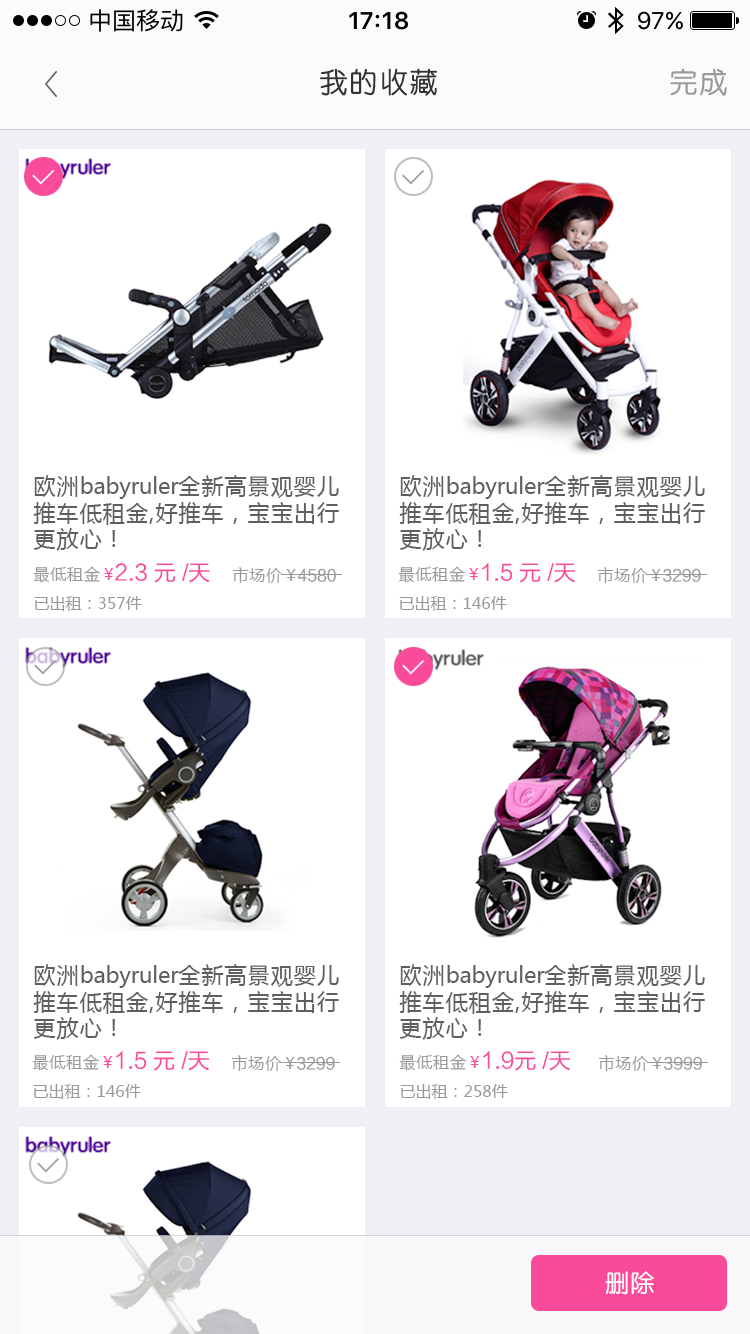 中国移动 17:18 97%
我的收藏 完成
babyruler
tornado
欧洲babyruler全新高景观婴儿
推车低租金,好推车，宝宝出行
更放心！
最低租金 ¥2.3 元 /天 市场价 ¥4580
已出租：357件
babyruler
欧洲babyruler全新高景观婴儿
推车低租金,好推车，宝宝出行
更放心！
最低租金 ¥1.5 元 /天 市场价 ¥3299
已出租：146件
babyruler
欧洲babyruler全新高景观婴儿
推车低租金,好推车，宝宝出行
更放心！
最低租金 ¥1.5 元 /天 市场价 ¥3299
已出租：146件
babyruler
babyruler
欧洲babyruler全新高景观婴儿
推车低租金,好推车，宝宝出行
更放心！
最低租金 ¥1.9元 /天 市场价 ¥3999
已出租：258件
babyruler
删除